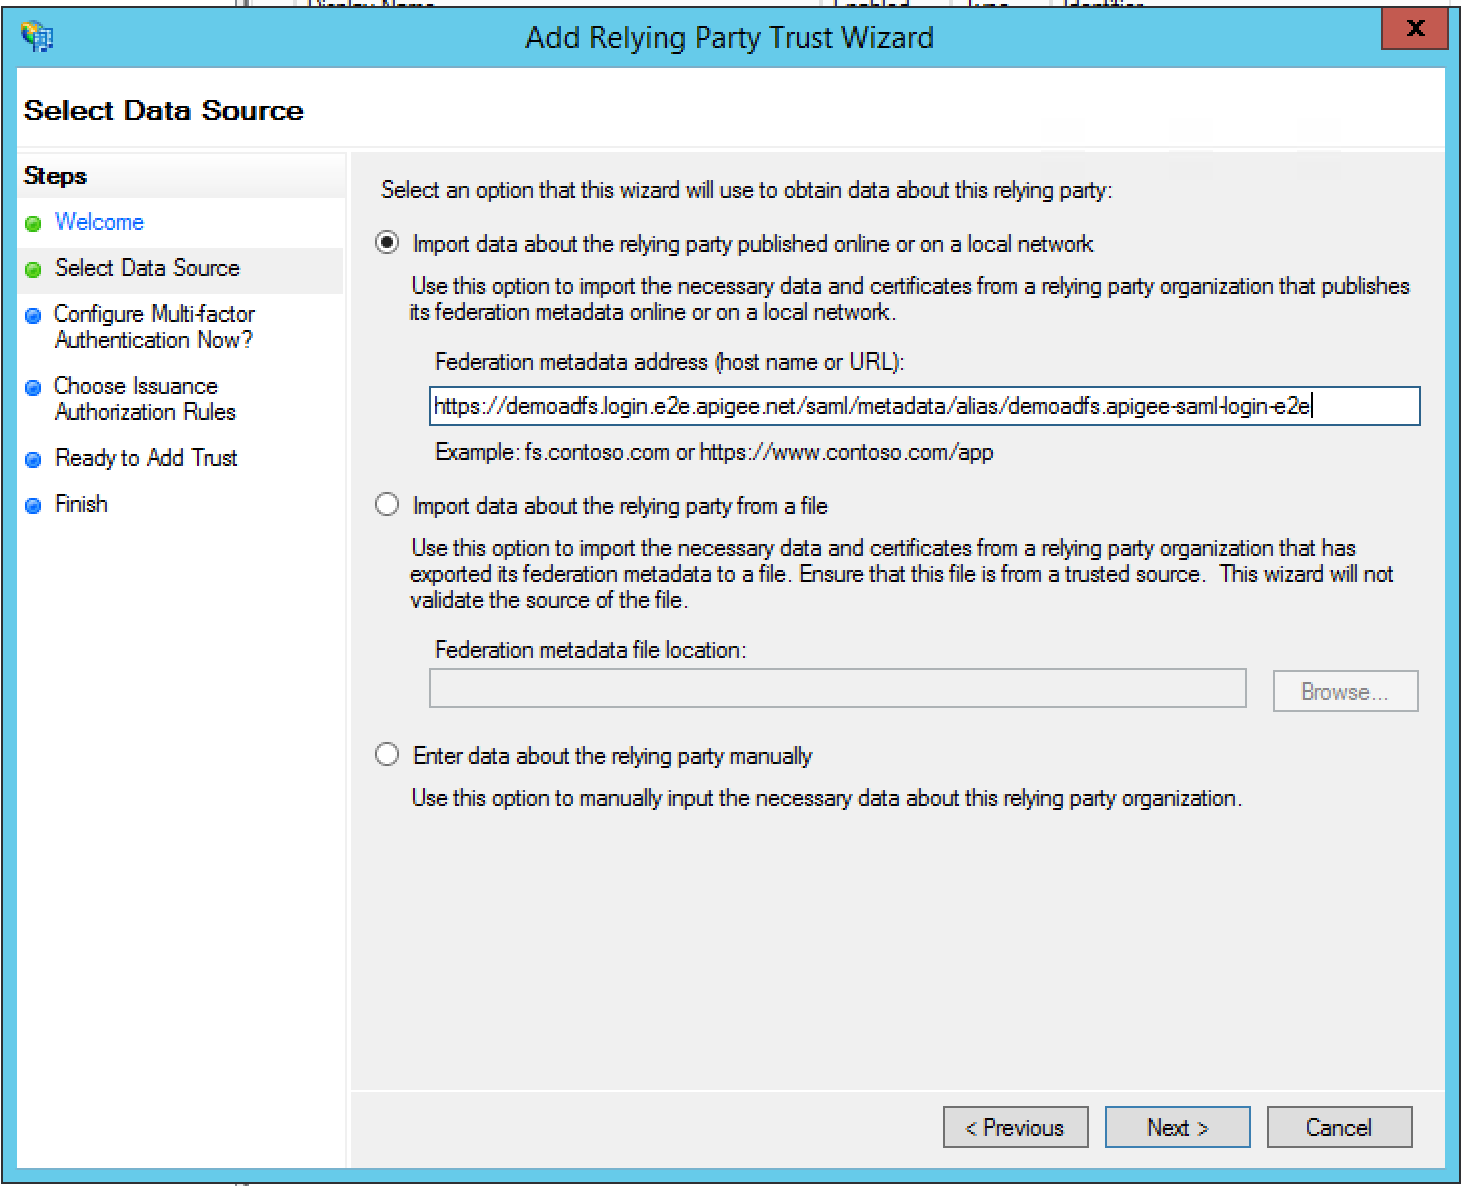 Display Name Enabled Type Identifier
Add Relying Party Trust Wizard
x
Select Data Source
Steps
Welcome
Select Data Source
Configure Multi-factor
Authentication Now?
Choose Issuance
Authorization Rules
Ready to Add Trust
Finish
Select an option that this wizard will use to obtain data about this relying party:
Import data about the relying party published online or on a local network
Use this option to import the necessary data and certificates from a relying party organization that publishes
its federation metadata online or on a local network.
Federation metadata address (host name or URL):
https://demoadfs.login.e2e.apigee.net/saml/metadata/alias/demoadfs.apigee-saml-login-e2e
Example: fs.contoso.com or https://www.contoso.com/app
Import data about the relying party from a file
Use this option to import the necessary data and certificates from a relying party organization that has
exported its federation metadata to a file. Ensure that this file is from a trusted source.  This wizard will not
validate the source of the file.
Federation metadata file location:
Browse...
Enter data about the relying party manually
Use this option to manually input the necessary data about this relying party organization.
< Previous
Next >
Cancel